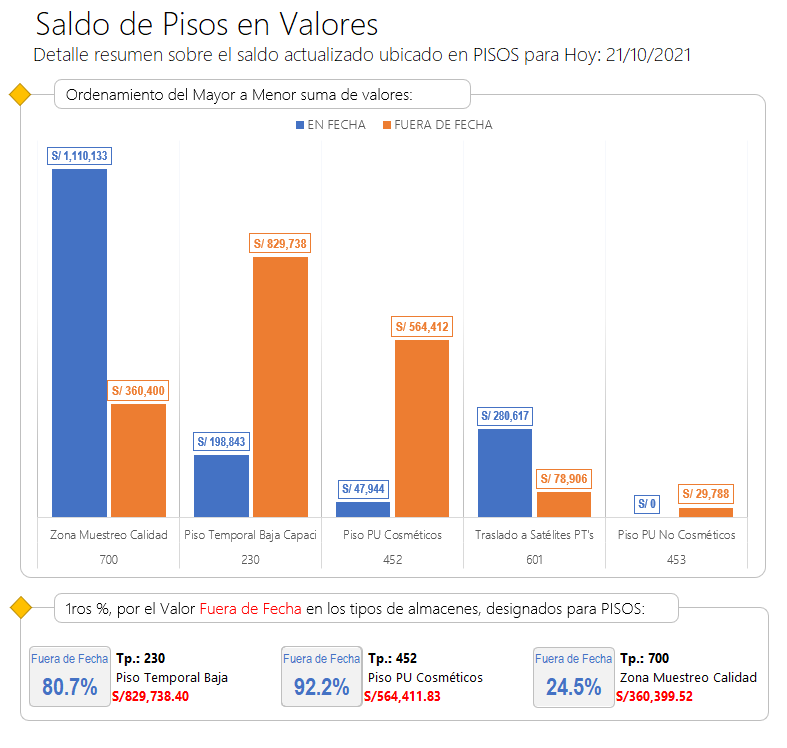 Saldo de Pisos en Valores
Detalle resumen sobre el saldo actualizado ubicado en PISOS para Hoy: 21/10/2021
Ordenamiento del Mayor a Menor suma de valores:
EN FECHA FUERA DE FECHA
S/ 1,110,133
S/ 829,738
S/ 564,412
S/ 360,400
S/ 280,617
S/ 198,843
S/ 47,944
S/ 78,906
S/ 0
S/ 29,788
Zona Muestreo Calidad Piso Temporal Baja Capaci Piso PU Cosméticos Traslado a Satélites PT's Piso PU No Cosméticos
700 230 452 601 453
1ros %, por el Valor Fuera de Fecha en los tipos de almacenes, designados para PISOS:
Fuera de Fecha
80.7%
Tp.: 230
Piso Temporal Baja
S/829,738.40
Fuera de Fecha
92.2%
Tp.: 452
Piso PU Cosméticos
S/564,411.83
Fuera de Fecha
24.5%
Tp.: 700
Zona Muestreo Calidad
S/360,399.52